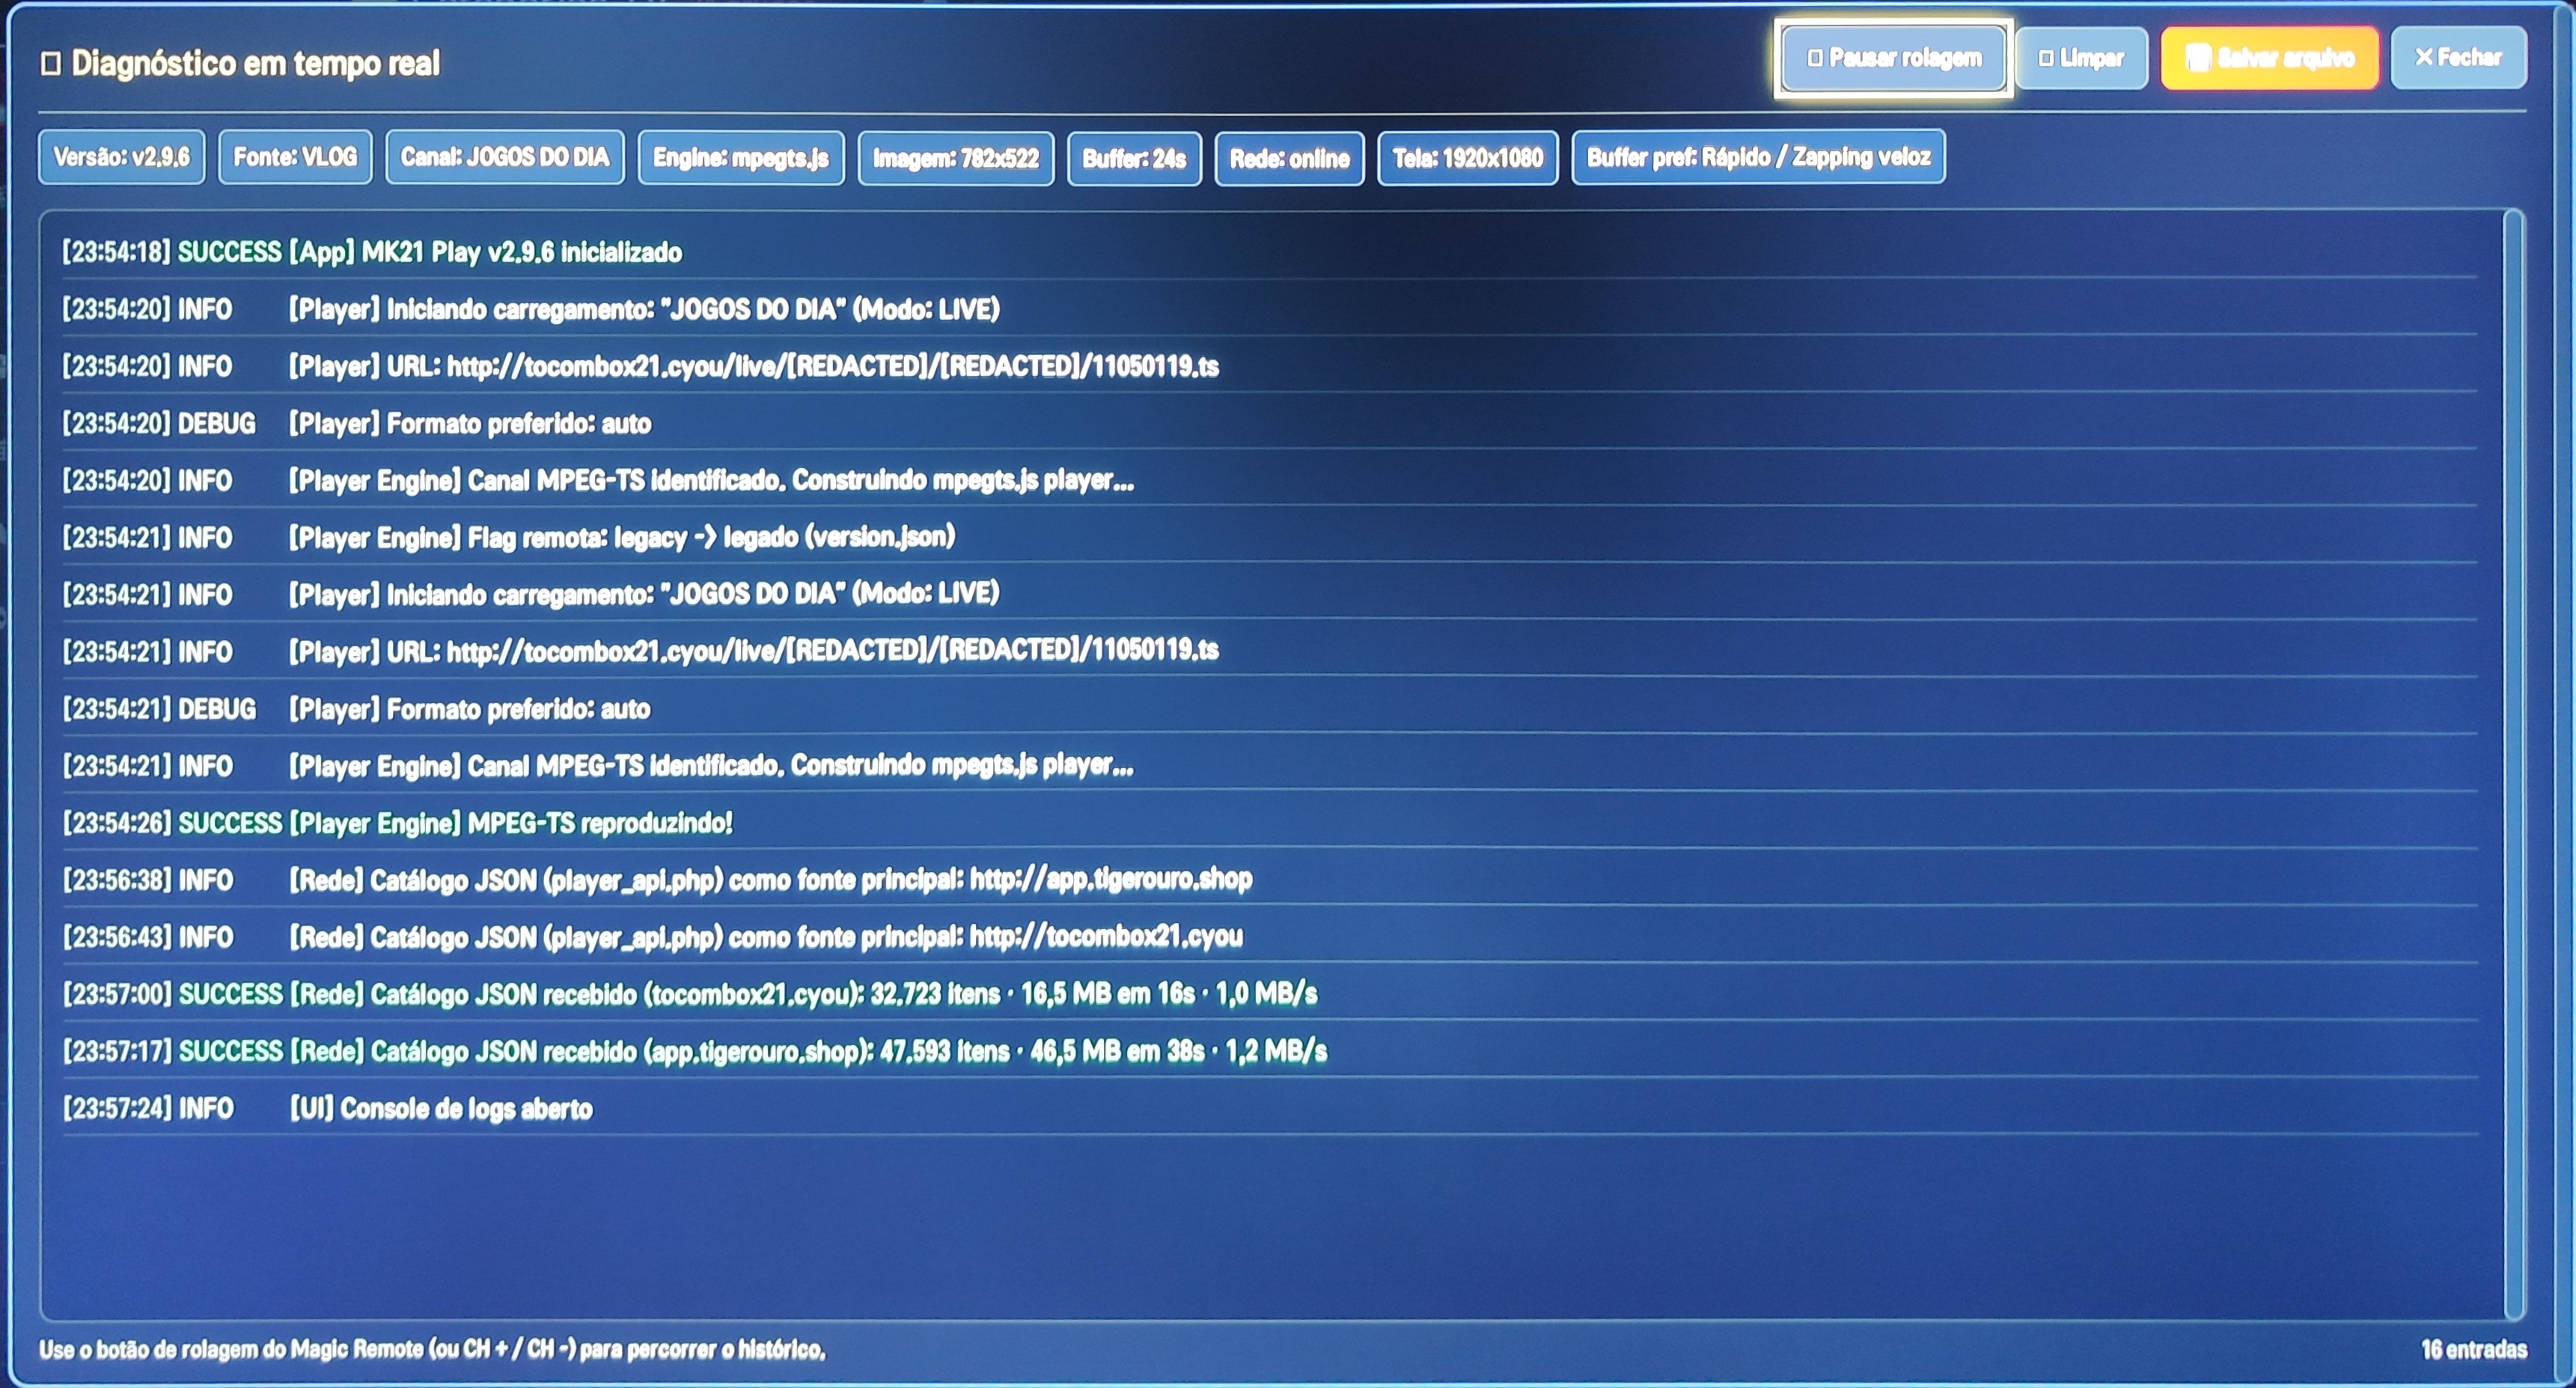 Diagnóstico em tempo real
Pausar rolagem
Limpar
Salvar arquivo
✕ Fechar
Versão: v2.9.6
Fonte: VLOG
Canal: JOGOS DO DIA
Engine: mpegts.js
Imagem: 782x522
Buffer: 24s
Rede: online
Tela: 1920x1080
Buffer pref: Rápido / Zapping veloz
[23:54:18] SUCCESS [App] MK21 Play v2.9.6 inicializado
[23:54:20] INFO [Player] Iniciando carregamento: "JOGOS DO DIA" (Modo: LIVE)
[23:54:20] INFO [Player] URL: http://tocombox21.cyou/live/[REDACTED]/[REDACTED]/11050119.ts
[23:54:20] DEBUG [Player] Formato preferido: auto
[23:54:20] INFO [Player Engine] Canal MPEG-TS identificado. Construindo mpegts.js player...
[23:54:21] INFO [Player Engine] Flag remota: legacy -> legado (version.json)
[23:54:21] INFO [Player] Iniciando carregamento: "JOGOS DO DIA" (Modo: LIVE)
[23:54:21] INFO [Player] URL: http://tocombox21.cyou/live/[REDACTED]/[REDACTED]/11050119.ts
[23:54:21] DEBUG [Player] Formato preferido: auto
[23:54:21] INFO [Player Engine] Canal MPEG-TS identificado. Construindo mpegts.js player...
[23:54:26] SUCCESS [Player Engine] MPEG-TS reproduzindo!
[23:56:38] INFO [Rede] Catálogo JSON (player_api.php) como fonte principal: http://app.tigerouro.shop
[23:56:43] INFO [Rede] Catálogo JSON (player_api.php) como fonte principal: http://tocombox21.cyou
[23:57:00] SUCCESS [Rede] Catálogo JSON recebido (tocombox21.cyou): 32.723 itens · 16,5 MB em 16s · 1,0 MB/s
[23:57:17] SUCCESS [Rede] Catálogo JSON recebido (app.tigerouro.shop): 47.593 itens · 46,5 MB em 38s · 1,2 MB/s
[23:57:24] INFO [UI] Console de logs aberto
Use o botão de rolagem do Magic Remote (ou CH + / CH -) para percorrer o histórico.
16 entradas